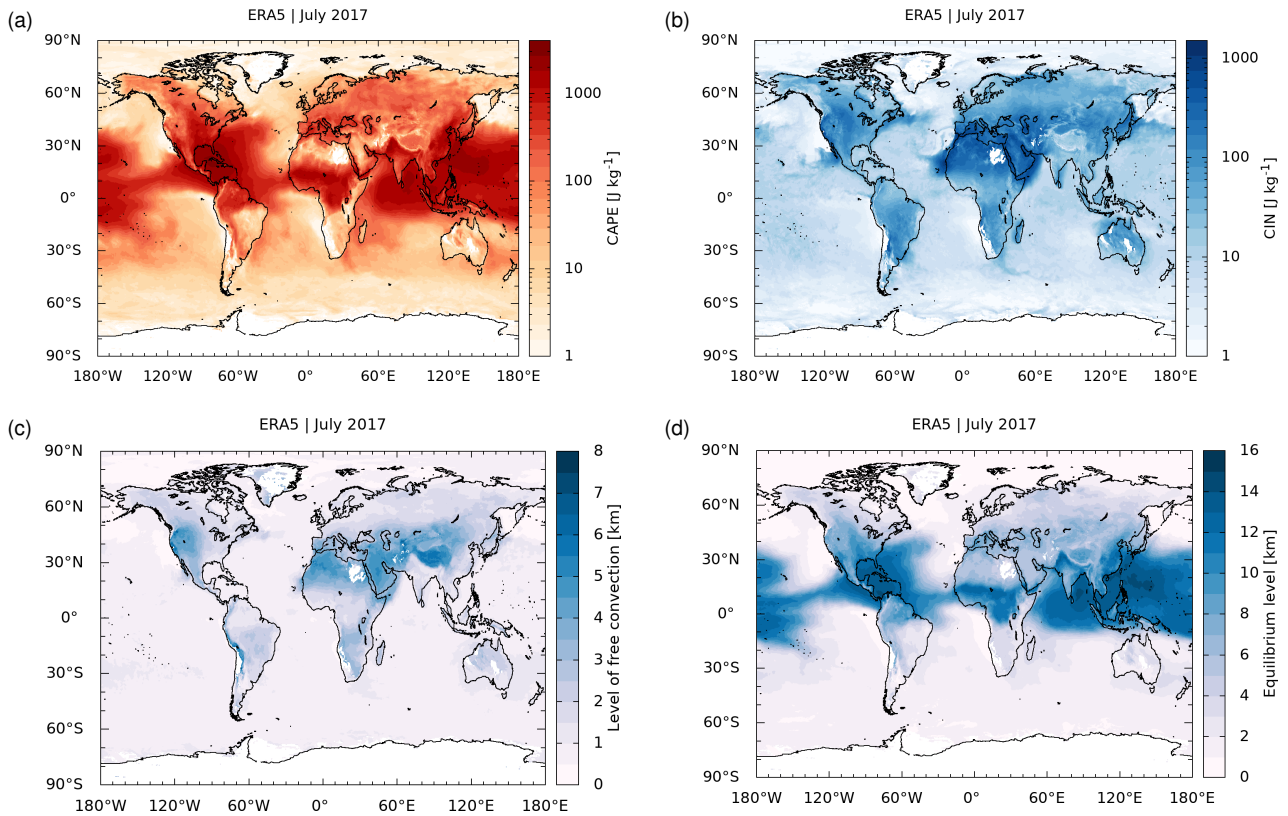 (a)
ERA5 | July 2017
90°N
60°N
30°N
0°
30°S
60°S
90°S
180°W 120°W 60°W 0° 60°E 120°E 180°E
1000
100
10
1
CAPE [J kg⁻¹]
(b)
ERA5 | July 2017
90°N
60°N
30°N
0°
30°S
60°S
90°S
180°W 120°W 60°W 0° 60°E 120°E 180°E
1000
100
10
1
CIN [J kg⁻¹]
(c)
ERA5 | July 2017
90°N
60°N
30°N
0°
30°S
60°S
90°S
180°W 120°W 60°W 0° 60°E 120°E 180°E
8
7
6
5
4
3
2
1
0
Level of free convection [km]
(d)
ERA5 | July 2017
90°N
60°N
30°N
0°
30°S
60°S
90°S
180°W 120°W 60°W 0° 60°E 120°E 180°E
16
14
12
10
8
6
4
2
0
Equilibrium level [km]